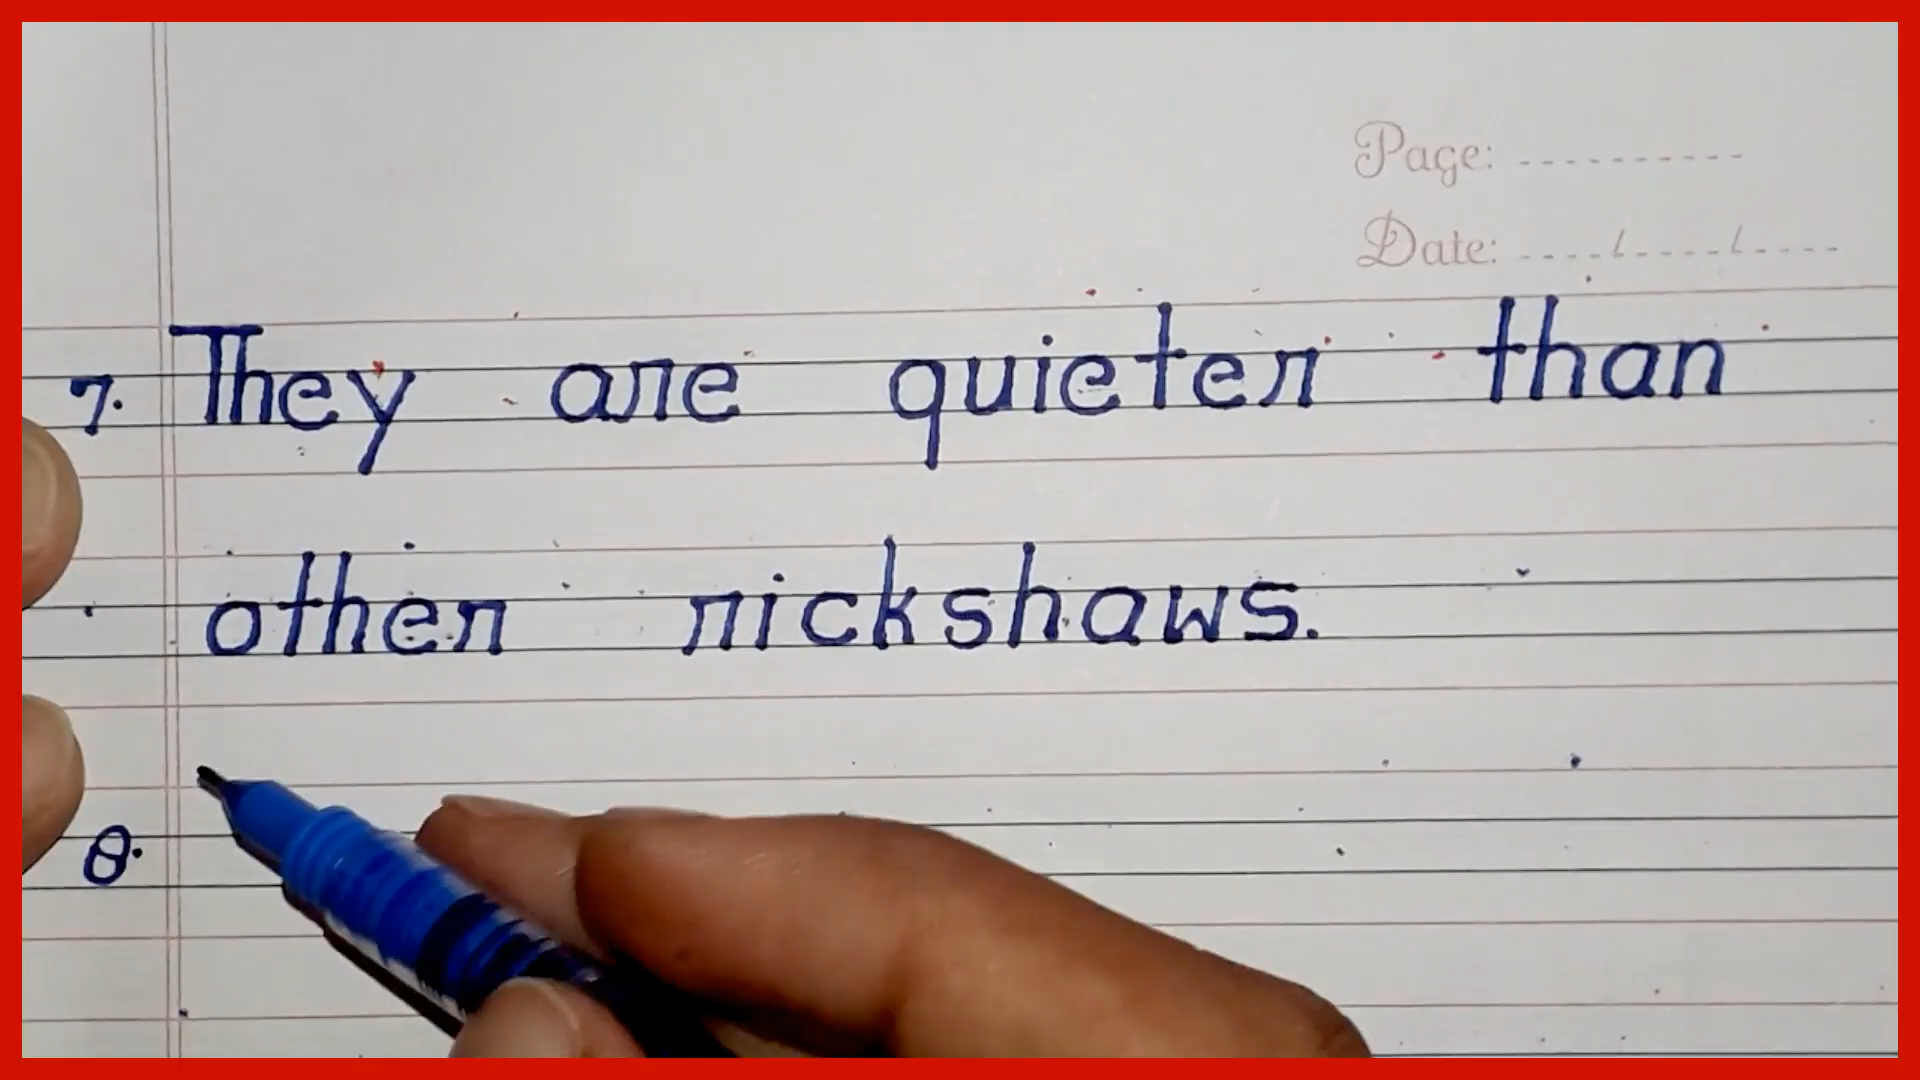 Page:
Date:
7. They are quieter than
other rickshaws.
8.